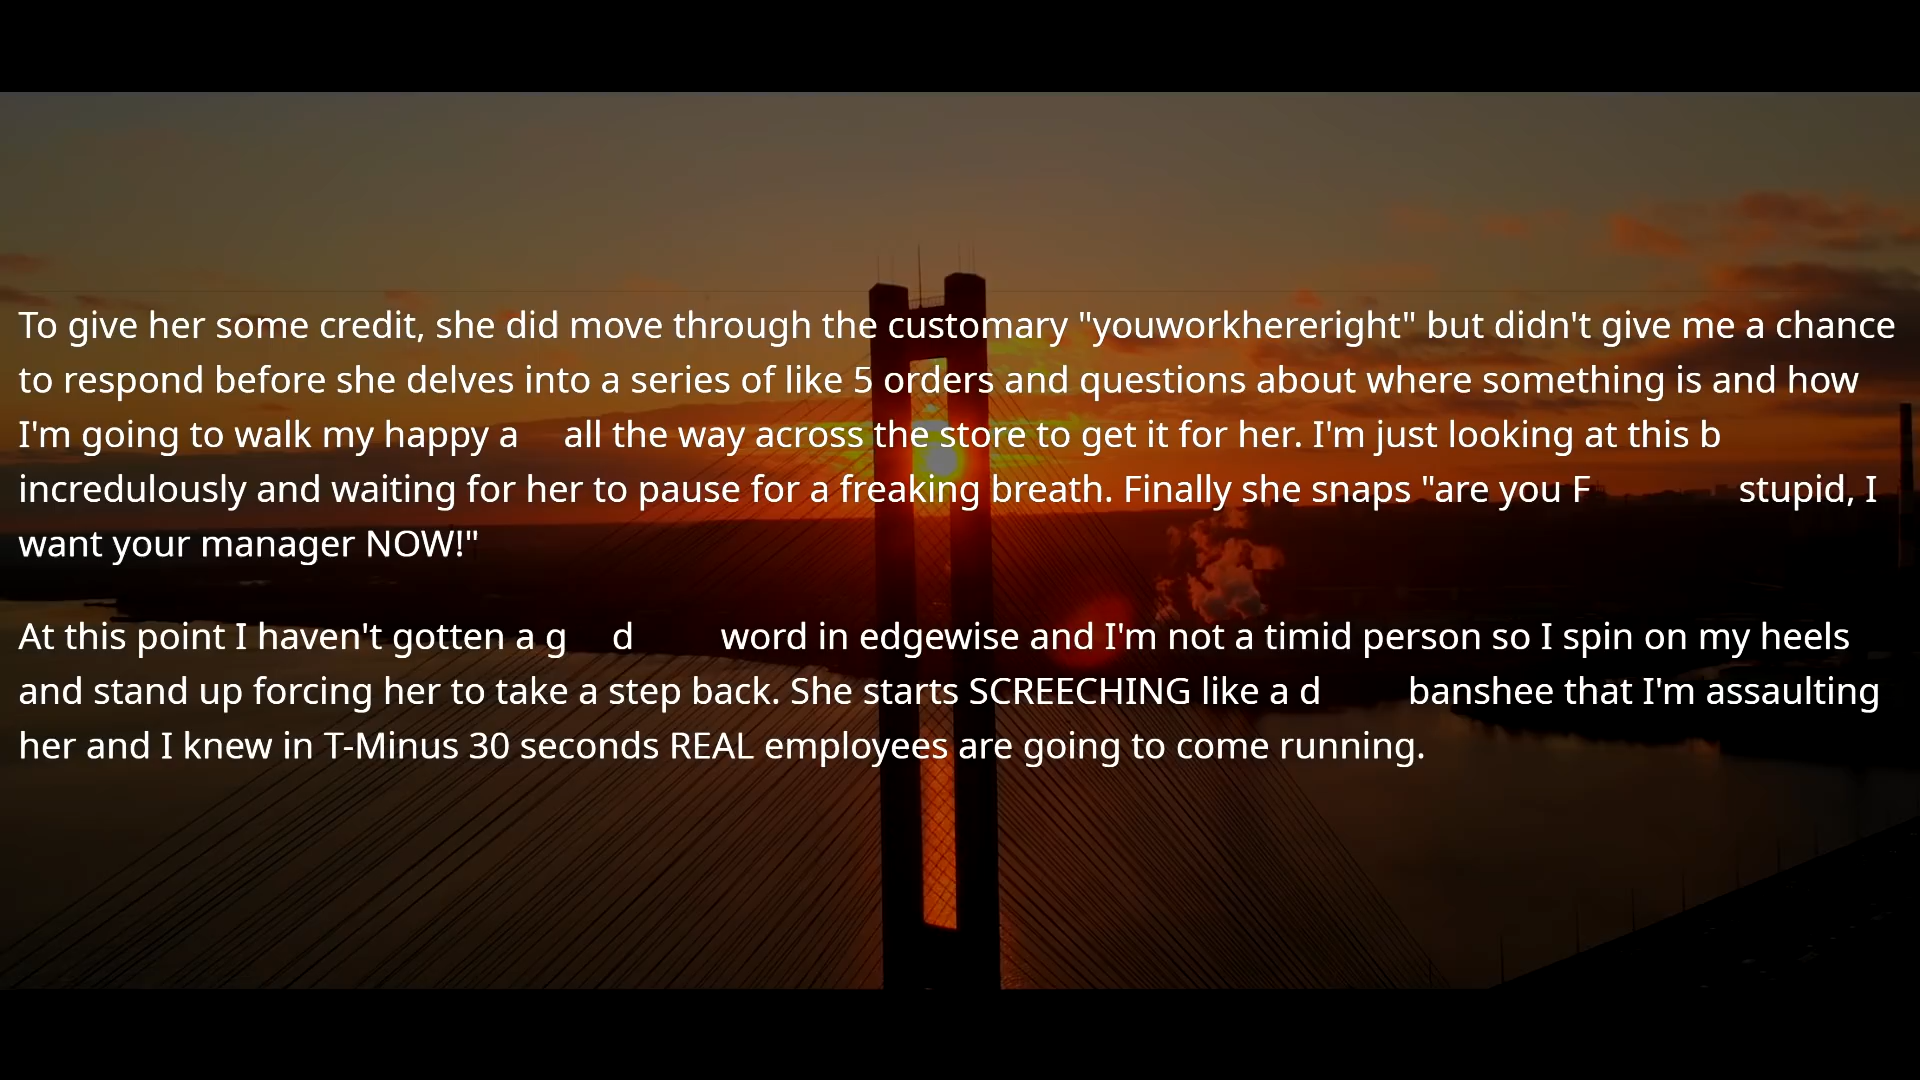 To give her some credit, she did move through the customary "youworkhereright" but didn't give me a chance
to respond before she delves into a series of like 5 orders and questions about where something is and how
I'm going to walk my happy a all the way across the store to get it for her. I'm just looking at this b
incredulously and waiting for her to pause for a freaking breath. Finally she snaps "are you F stupid, I
want your manager NOW!"
At this point I haven't gotten a g d word in edgewise and I'm not a timid person so I spin on my heels
and stand up forcing her to take a step back. She starts SCREECHING like a d banshee that I'm assaulting
her and I knew in T-Minus 30 seconds REAL employees are going to come running.